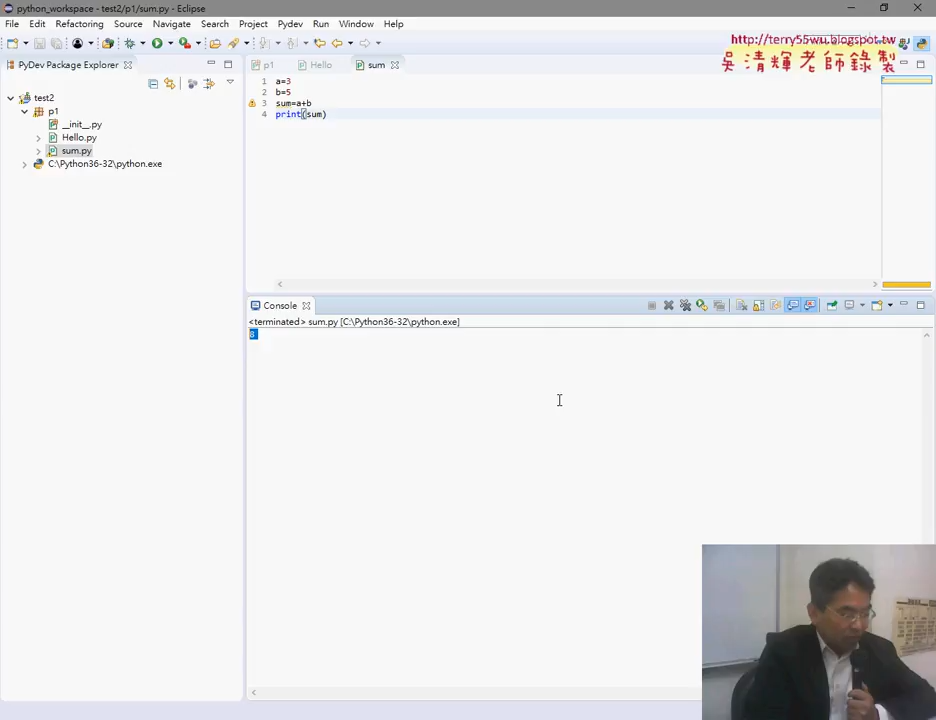 python_workspace - test2/p1/sum.py - Eclipse
File Edit Refactoring Source Navigate Search Project Pydev Run Window Help
http://terry55wu.blogspot.tw
吳清輝老師錄製
PyDev Package Explorer
p1 Hello sum
test2
p1
__init__.py
Hello.py
sum.py
C:\Python36-32\python.exe
1 a=3
2 b=5
3 sum=a+b
4 print(sum)
Console
<terminated> sum.py [C:\Python36-32\python.exe]
8